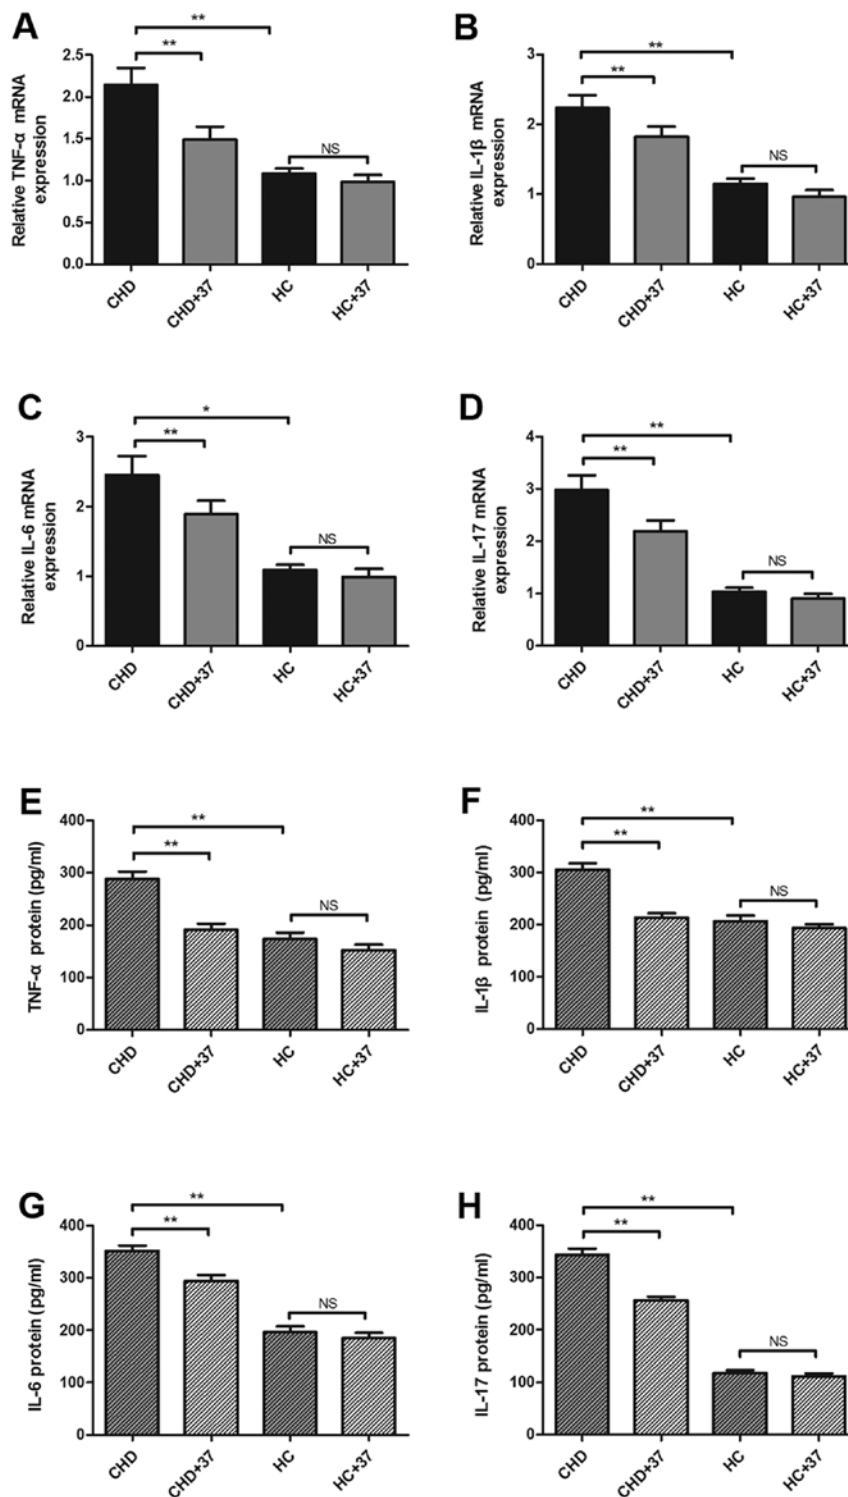 A
**
**
2.5
2.0
1.5
1.0
0.5
0.0
Relative TNF-α mRNA
expression
NS
CHD
CHD+37
HC
HC+37
B
**
**
3
2
1
0
Relative IL-1β mRNA
expression
NS
CHD
CHD+37
HC
HC+37
C
*
**
3
2
1
0
Relative IL-6 mRNA
expression
NS
CHD
CHD+37
HC
HC+37
D
**
**
4
3
2
1
0
Relative IL-17 mRNA
expression
NS
CHD
CHD+37
HC
HC+37
E
**
**
400
300
200
100
0
TNF-α protein (pg/ml)
NS
CHD
CHD+37
HC
HC+37
F
**
**
400
300
200
100
0
IL-1β protein (pg/ml)
NS
CHD
CHD+37
HC
HC+37
G
**
**
400
300
200
100
0
IL-6 protein (pg/ml)
NS
CHD
CHD+37
HC
HC+37
H
**
**
400
300
200
100
0
IL-17 protein (pg/ml)
NS
CHD
CHD+37
HC
HC+37